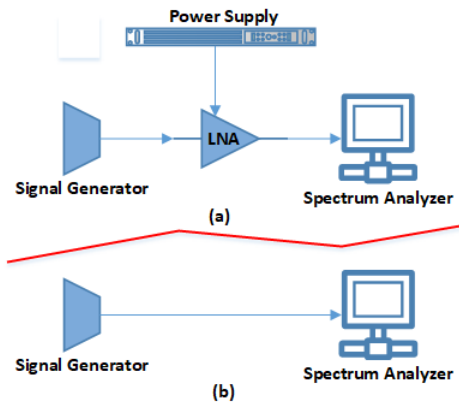 Power Supply
LNA
Signal Generator
Spectrum Analyzer
(a)
Signal Generator
Spectrum Analyzer
(b)